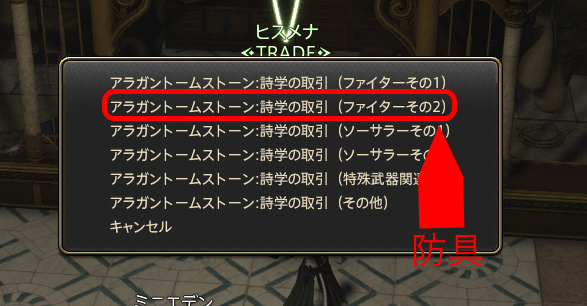 ヒスメナ
<TRADE>
アラガントームストーン:詩学の取引（ファイターその1）
アラガントームストーン:詩学の取引（ファイターその2）
アラガントームストーン:詩学の取引（ソーサラーその1）
アラガントームストーン:詩学の取引（ソーサラーその
アラガントームストーン:詩学の取引（特殊武器関連
アラガントームストーン:詩学の取引（その他）
キャンセル
防具
ミニエデン